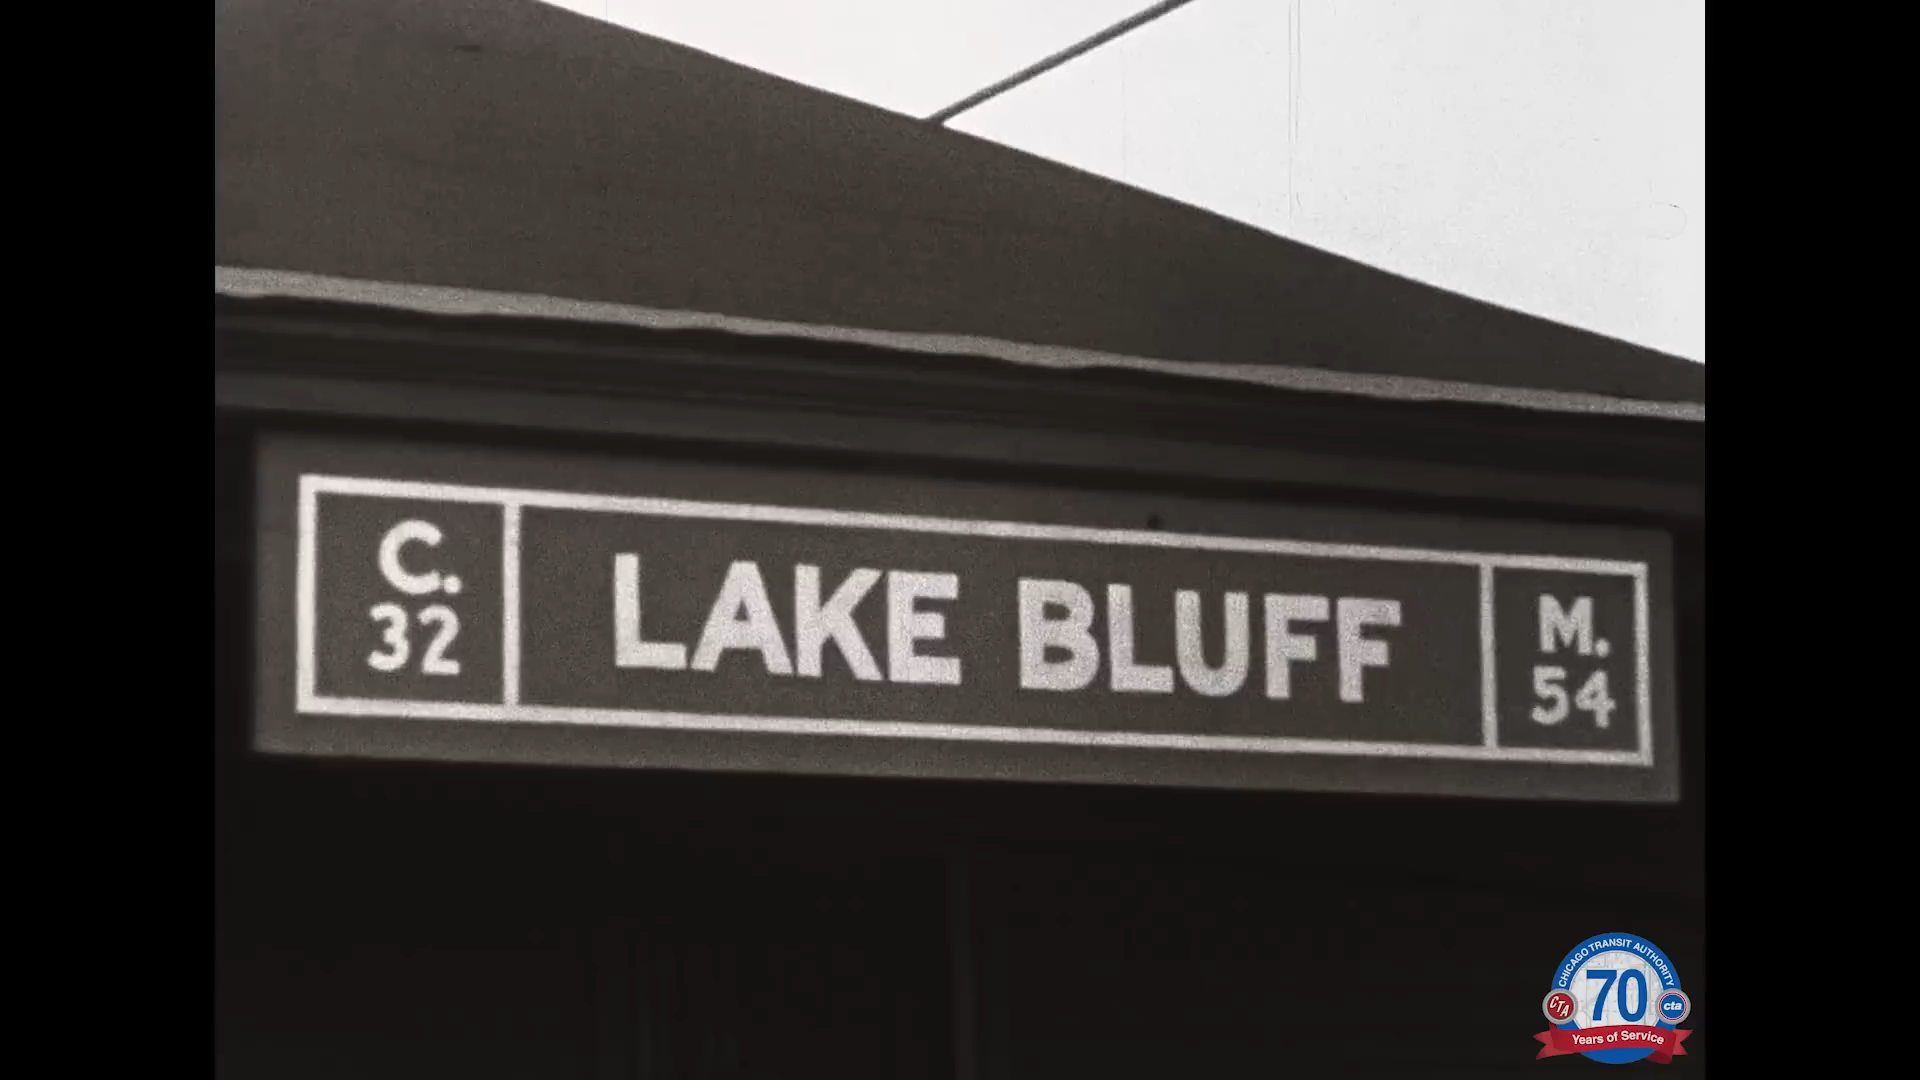 C.
32
LAKE BLUFF
M.
54
CHICAGO TRANSIT AUTHORITY
CTA
70
cta
Years of Service